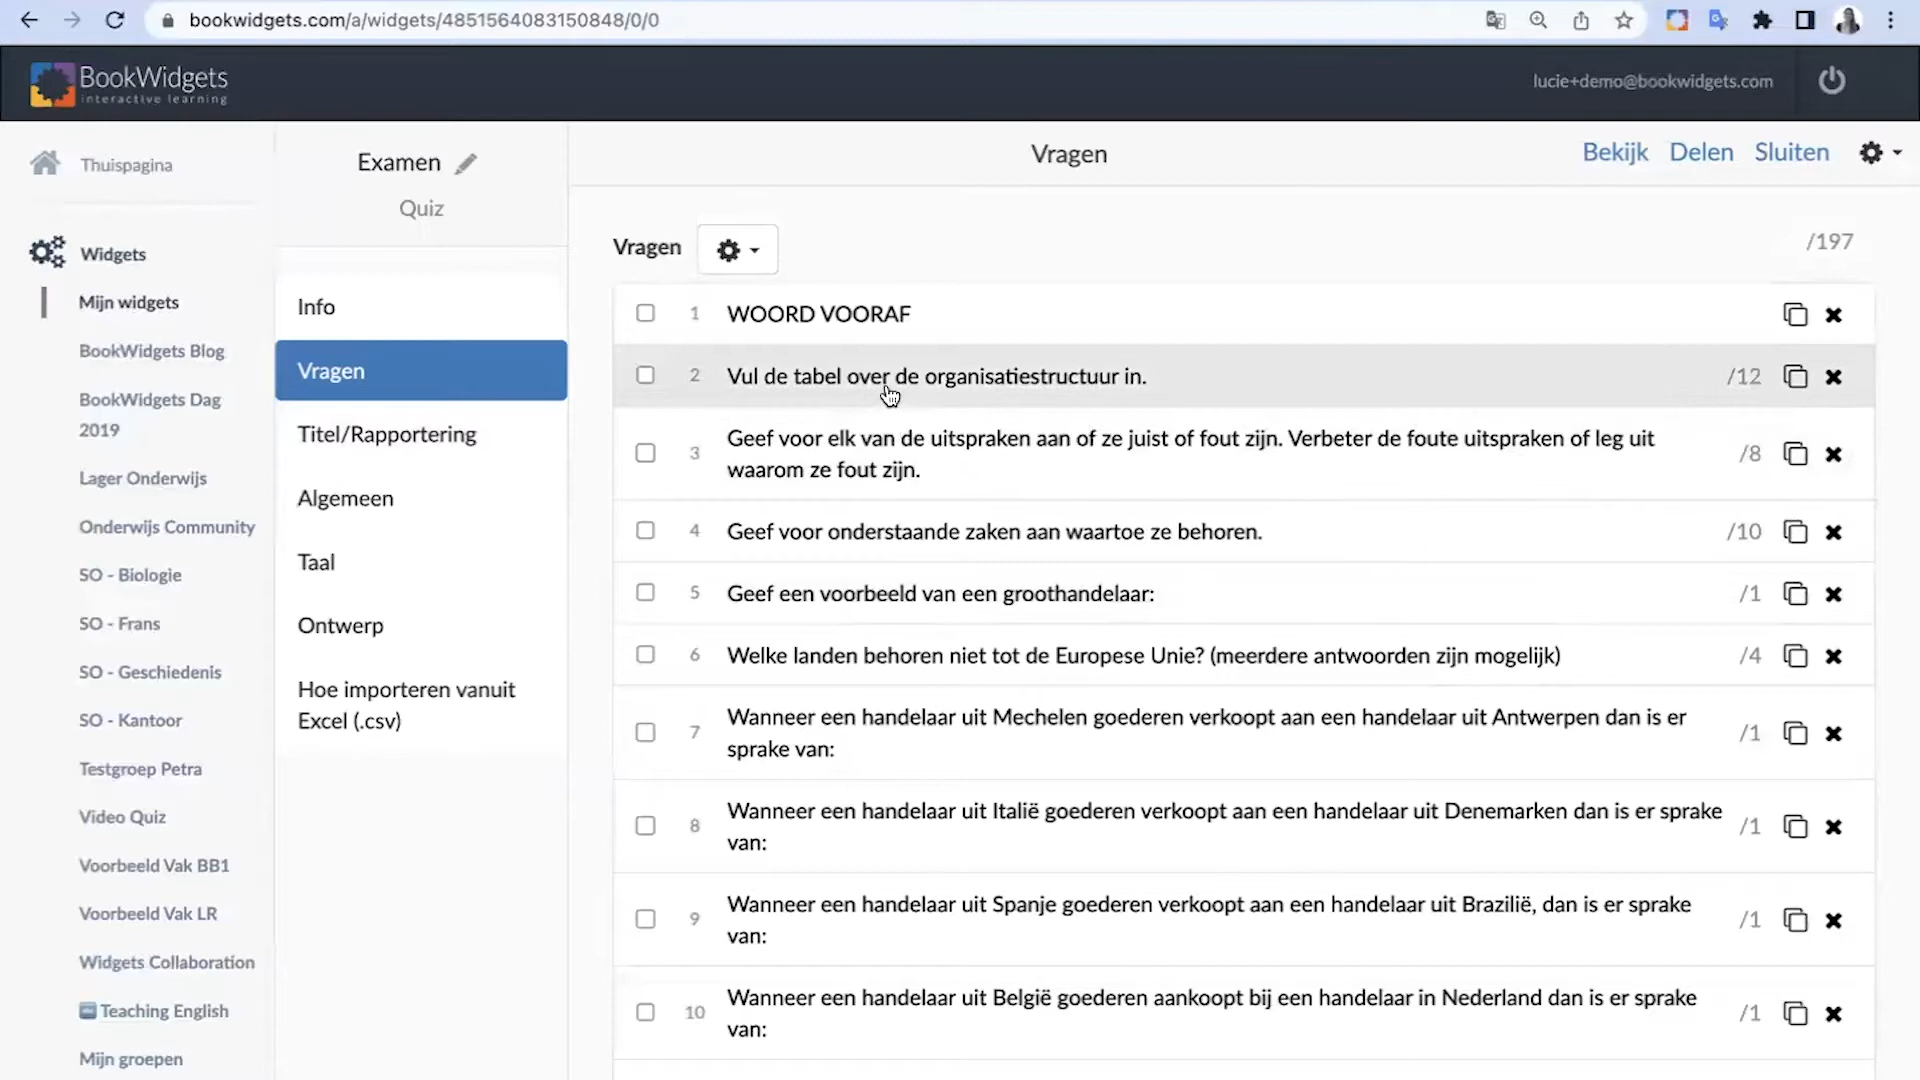 bookwidgets.com/a/widgets/4851564083150848/0/0
BookWidgets
interactive learning
lucie+demo@bookwidgets.com
Thuispagina
Widgets
Mijn widgets
BookWidgets Blog
BookWidgets Dag
2019
Lager Onderwijs
Onderwijs Community
SO - Biologie
SO - Frans
SO - Geschiedenis
SO - Kantoor
Testgroep Petra
Video Quiz
Voorbeeld Vak BB1
Voorbeeld Vak LR
Widgets Collaboration
Teaching English
Mijn groepen
Examen
Quiz
Info
Vragen
Titel/Rapportering
Algemeen
Taal
Ontwerp
Hoe importeren vanuit
Excel (.csv)
Vragen
Bekijk Delen Sluiten
Vragen
/197
1 WOORD VOORAF
2 Vul de tabel over de organisatiestructuur in. /12
3 Geef voor elk van de uitspraken aan of ze juist of fout zijn. Verbeter de foute uitspraken of leg uit
waarom ze fout zijn. /8
4 Geef voor onderstaande zaken aan waartoe ze behoren. /10
5 Geef een voorbeeld van een groothandelaar: /1
6 Welke landen behoren niet tot de Europese Unie? (meerdere antwoorden zijn mogelijk) /4
7 Wanneer een handelaar uit Mechelen goederen verkoopt aan een handelaar uit Antwerpen dan is er
sprake van: /1
8 Wanneer een handelaar uit Italië goederen verkoopt aan een handelaar uit Denemarken dan is er sprake
van: /1
9 Wanneer een handelaar uit Spanje goederen verkoopt aan een handelaar uit Brazilië, dan is er sprake
van: /1
10 Wanneer een handelaar uit België goederen aankoopt bij een handelaar in Nederland dan is er sprake
van: /1